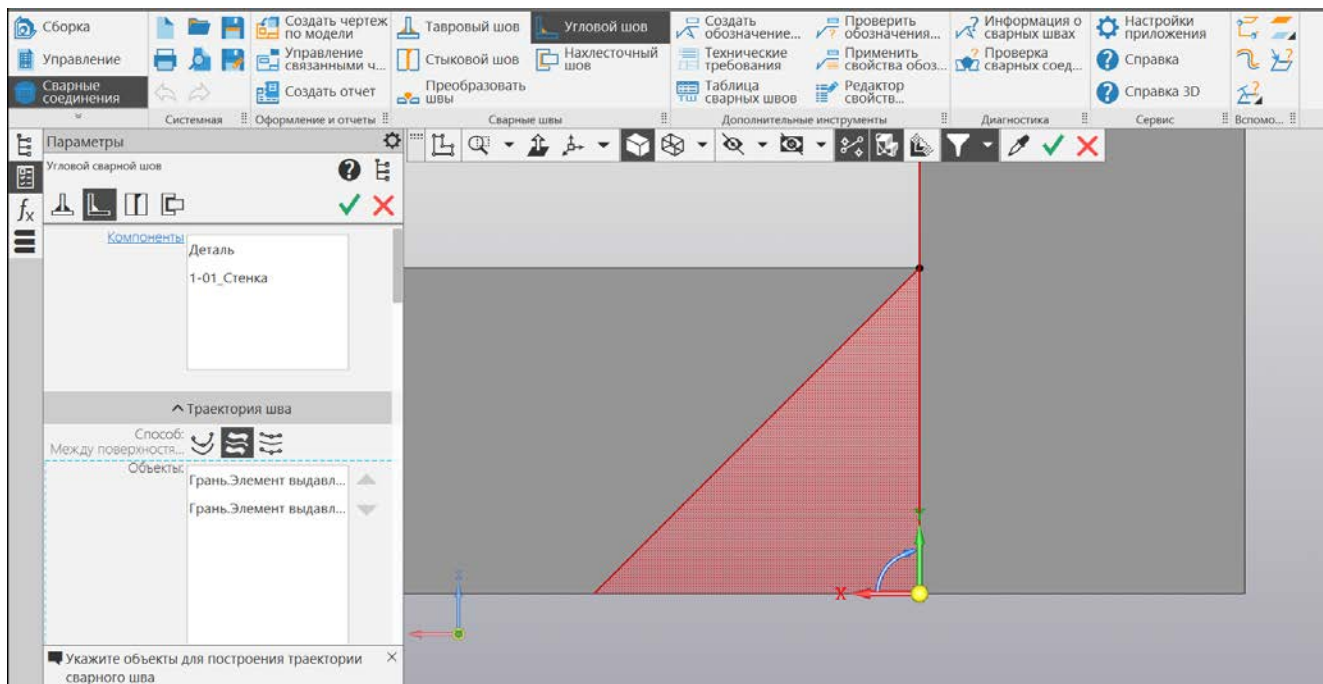 Сборка
Управление
Сварные
соединения
Системная
Создать чертеж
по модели
Управление
связанными ч...
Создать отчет
Оформление и отчеты
Тавровый шов
Угловой шов
Стыковой шов
Нахлесточный
шов
Преобразовать
швы
Сварные швы
Создать
обозначение...
Проверить
обозначения...
Технические
требования
Применить
свойства обоз...
Таблица
сварных швов
Редактор
свойств...
Дополнительные инструменты
Информация о
сварных швах
Проверка
сварных соед...
Диагностика
Настройки
приложения
Справка
Справка 3D
Сервис
Вспомо...
Параметры
Угловой сварной шов
Компоненты
Деталь
1-01_Стенка
Траектория шва
Способ:
Между поверхностя...
Объекты:
Грань.Элемент выдавл...
Грань.Элемент выдавл...
Укажите объекты для построения траектории
сварного шва
Y
X
Z